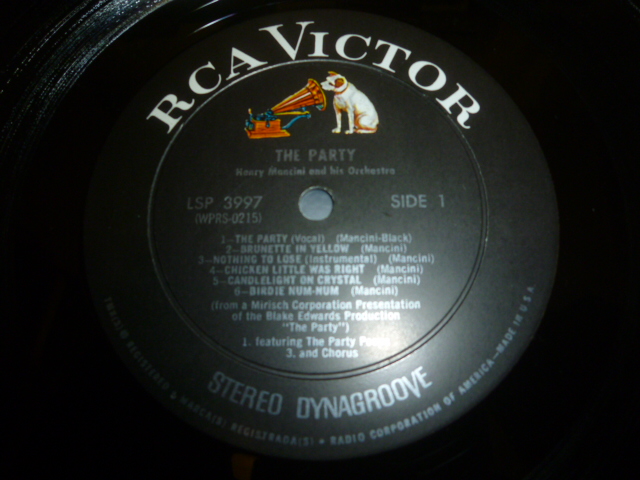 RCA VICTOR
THE PARTY
Henry Mancini and his Orchestra
LSP 3997
(WPRS-0215)
SIDE 1
1—THE PARTY (Vocal) (Mancini-Black)
2—BRUNETTE IN YELLOW (Mancini)
3—NOTHING TO LOSE (Instrumental) (Mancini)
4—CHICKEN LITTLE WAS RIGHT (Mancini)
5—CANDLELIGHT ON CRYSTAL (Mancini)
6—BIRDIE NUM-NUM (Mancini)
(from a Mirisch Corporation Presentation
of the Blake Edwards Production
"The Party")
1. featuring The Party
3. and Chorus
STEREO DYNAGROOVE
REGISTERED • MARCA(S) REGISTRADA(S) • RADIO CORPORATION OF AMERICA—MADE IN U.S.A.